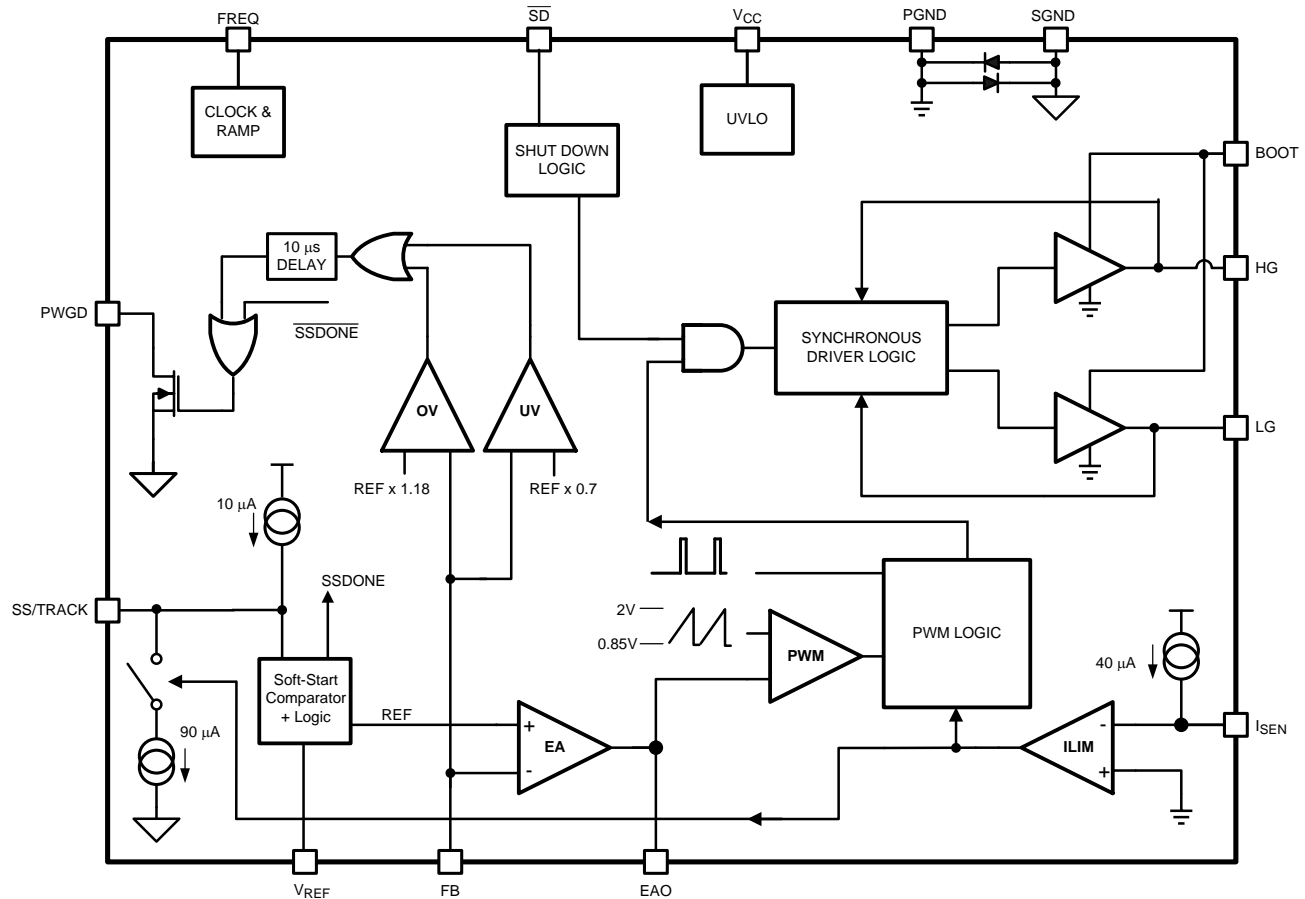 FREQ
SD
VCC
PGND
SGND
CLOCK &
RAMP
UVLO
SHUT DOWN
LOGIC
BOOT
10 μs
DELAY
HG
PWGD
SSDONE
SYNCHRONOUS
DRIVER LOGIC
OV
UV
LG
REF x 1.18
REF x 0.7
10 μA
SSDONE
SS/TRACK
2V
0.85V
PWM
PWM LOGIC
40 μA
Soft-Start
Comparator
+ Logic
REF
+
EA
-
90 μA
-
ILIM
+
ISEN
VREF
FB
EAO